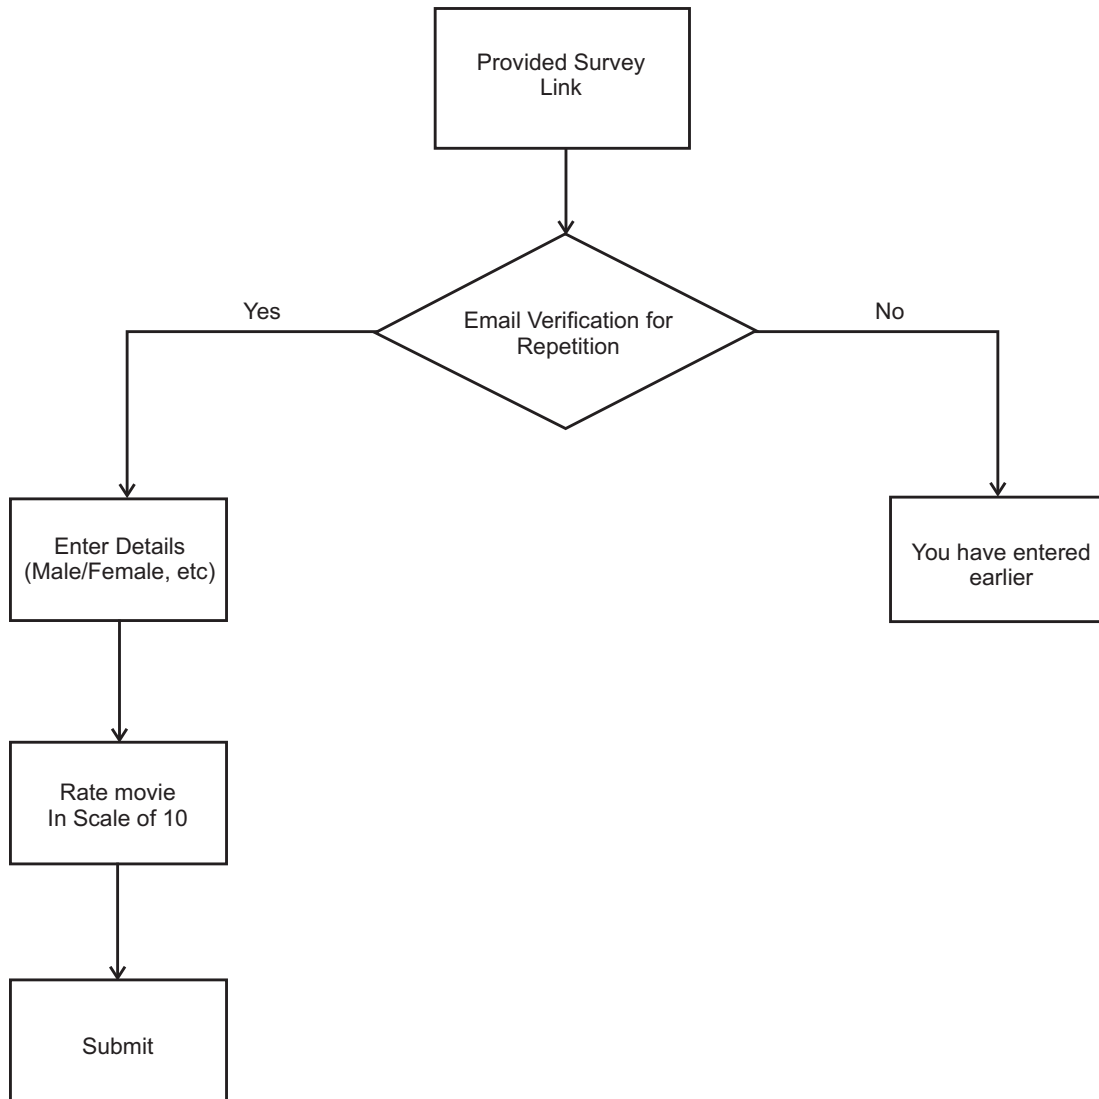 Provided Survey
Link
Yes
Email Verification for
Repetition
No
Enter Details
(Male/Female, etc)
You have entered
earlier
Rate movie
In Scale of 10
Submit